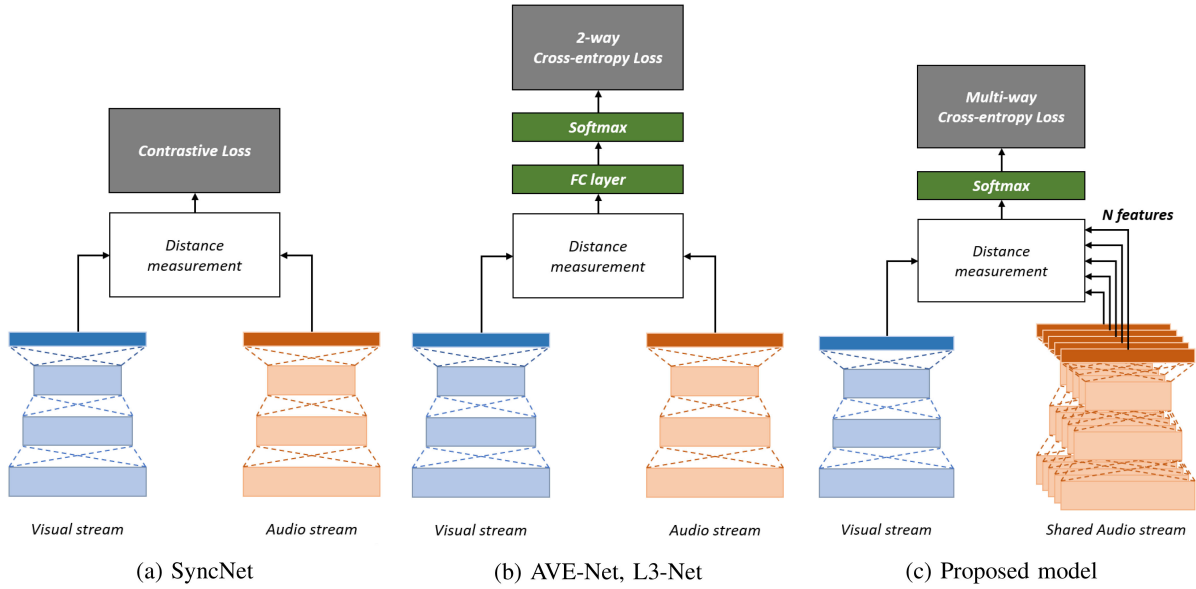 Contrastive Loss
Distance
measurement
Visual stream
Audio stream
(a) SyncNet
2-way
Cross-entropy Loss
Softmax
FC layer
Distance
measurement
Visual stream
Audio stream
(b) AVE-Net, L3-Net
Multi-way
Cross-entropy Loss
Softmax
N features
Distance
measurement
Visual stream
Shared Audio stream
(c) Proposed model